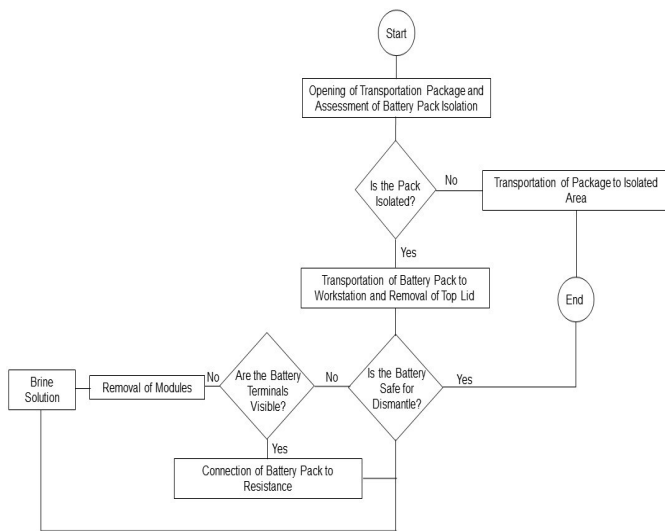 Start
Opening of Transportation Package and
Assessment of Battery Pack Isolation
Is the Pack
Isolated?
No
Transportation of Package to Isolated
Area
Yes
Transportation of Battery Pack to
Workstation and Removal of Top Lid
End
Brine
Solution
Removal of Modules
No
Are the Battery
Terminals
Visible?
No
Is the Battery
Safe for
Dismantle?
Yes
Yes
Connection of Battery Pack to
Resistance